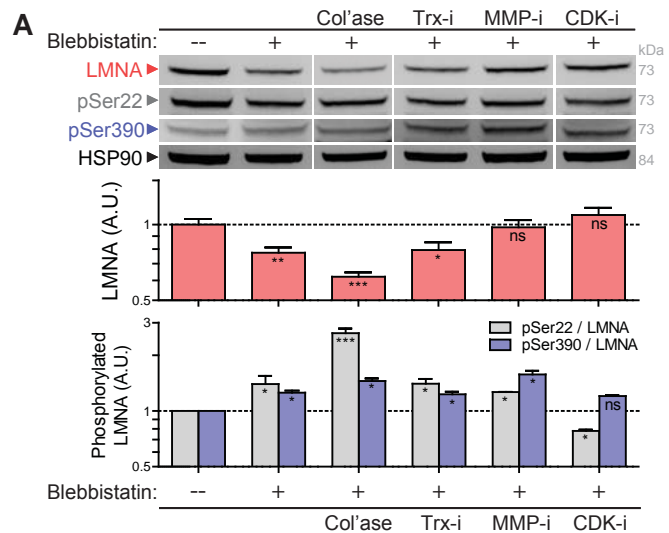 A
Col'ase Trx-i MMP-i CDK-i
Blebbistatin: -- + + + + +
kDa
LMNA 73
pSer22 73
pSer390 73
HSP90 84
LMNA (A.U.)
1
0.5
** *** * ns ns
Phosphorylated
LMNA (A.U.)
3
1
0.5
pSer22 / LMNA
pSer390 / LMNA
* * *** * * * * * * ns
Blebbistatin: -- + + + + +
Col'ase Trx-i MMP-i CDK-i